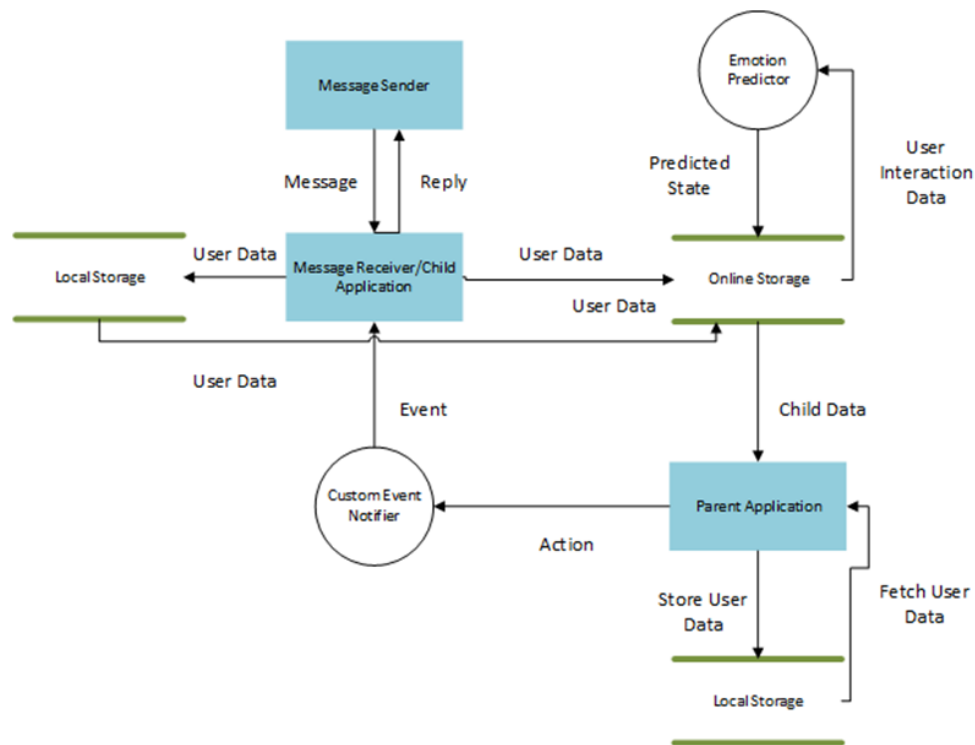 Message Sender
Emotion
Predictor
User
Interaction
Data
Message
Reply
Predicted
State
Local Storage
User Data
Message Receiver/Child
Application
User Data
User Data
Online Storage
User Data
Event
Child Data
Custom Event
Notifier
Action
Parent Application
Store User
Data
Fetch User
Data
Local Storage